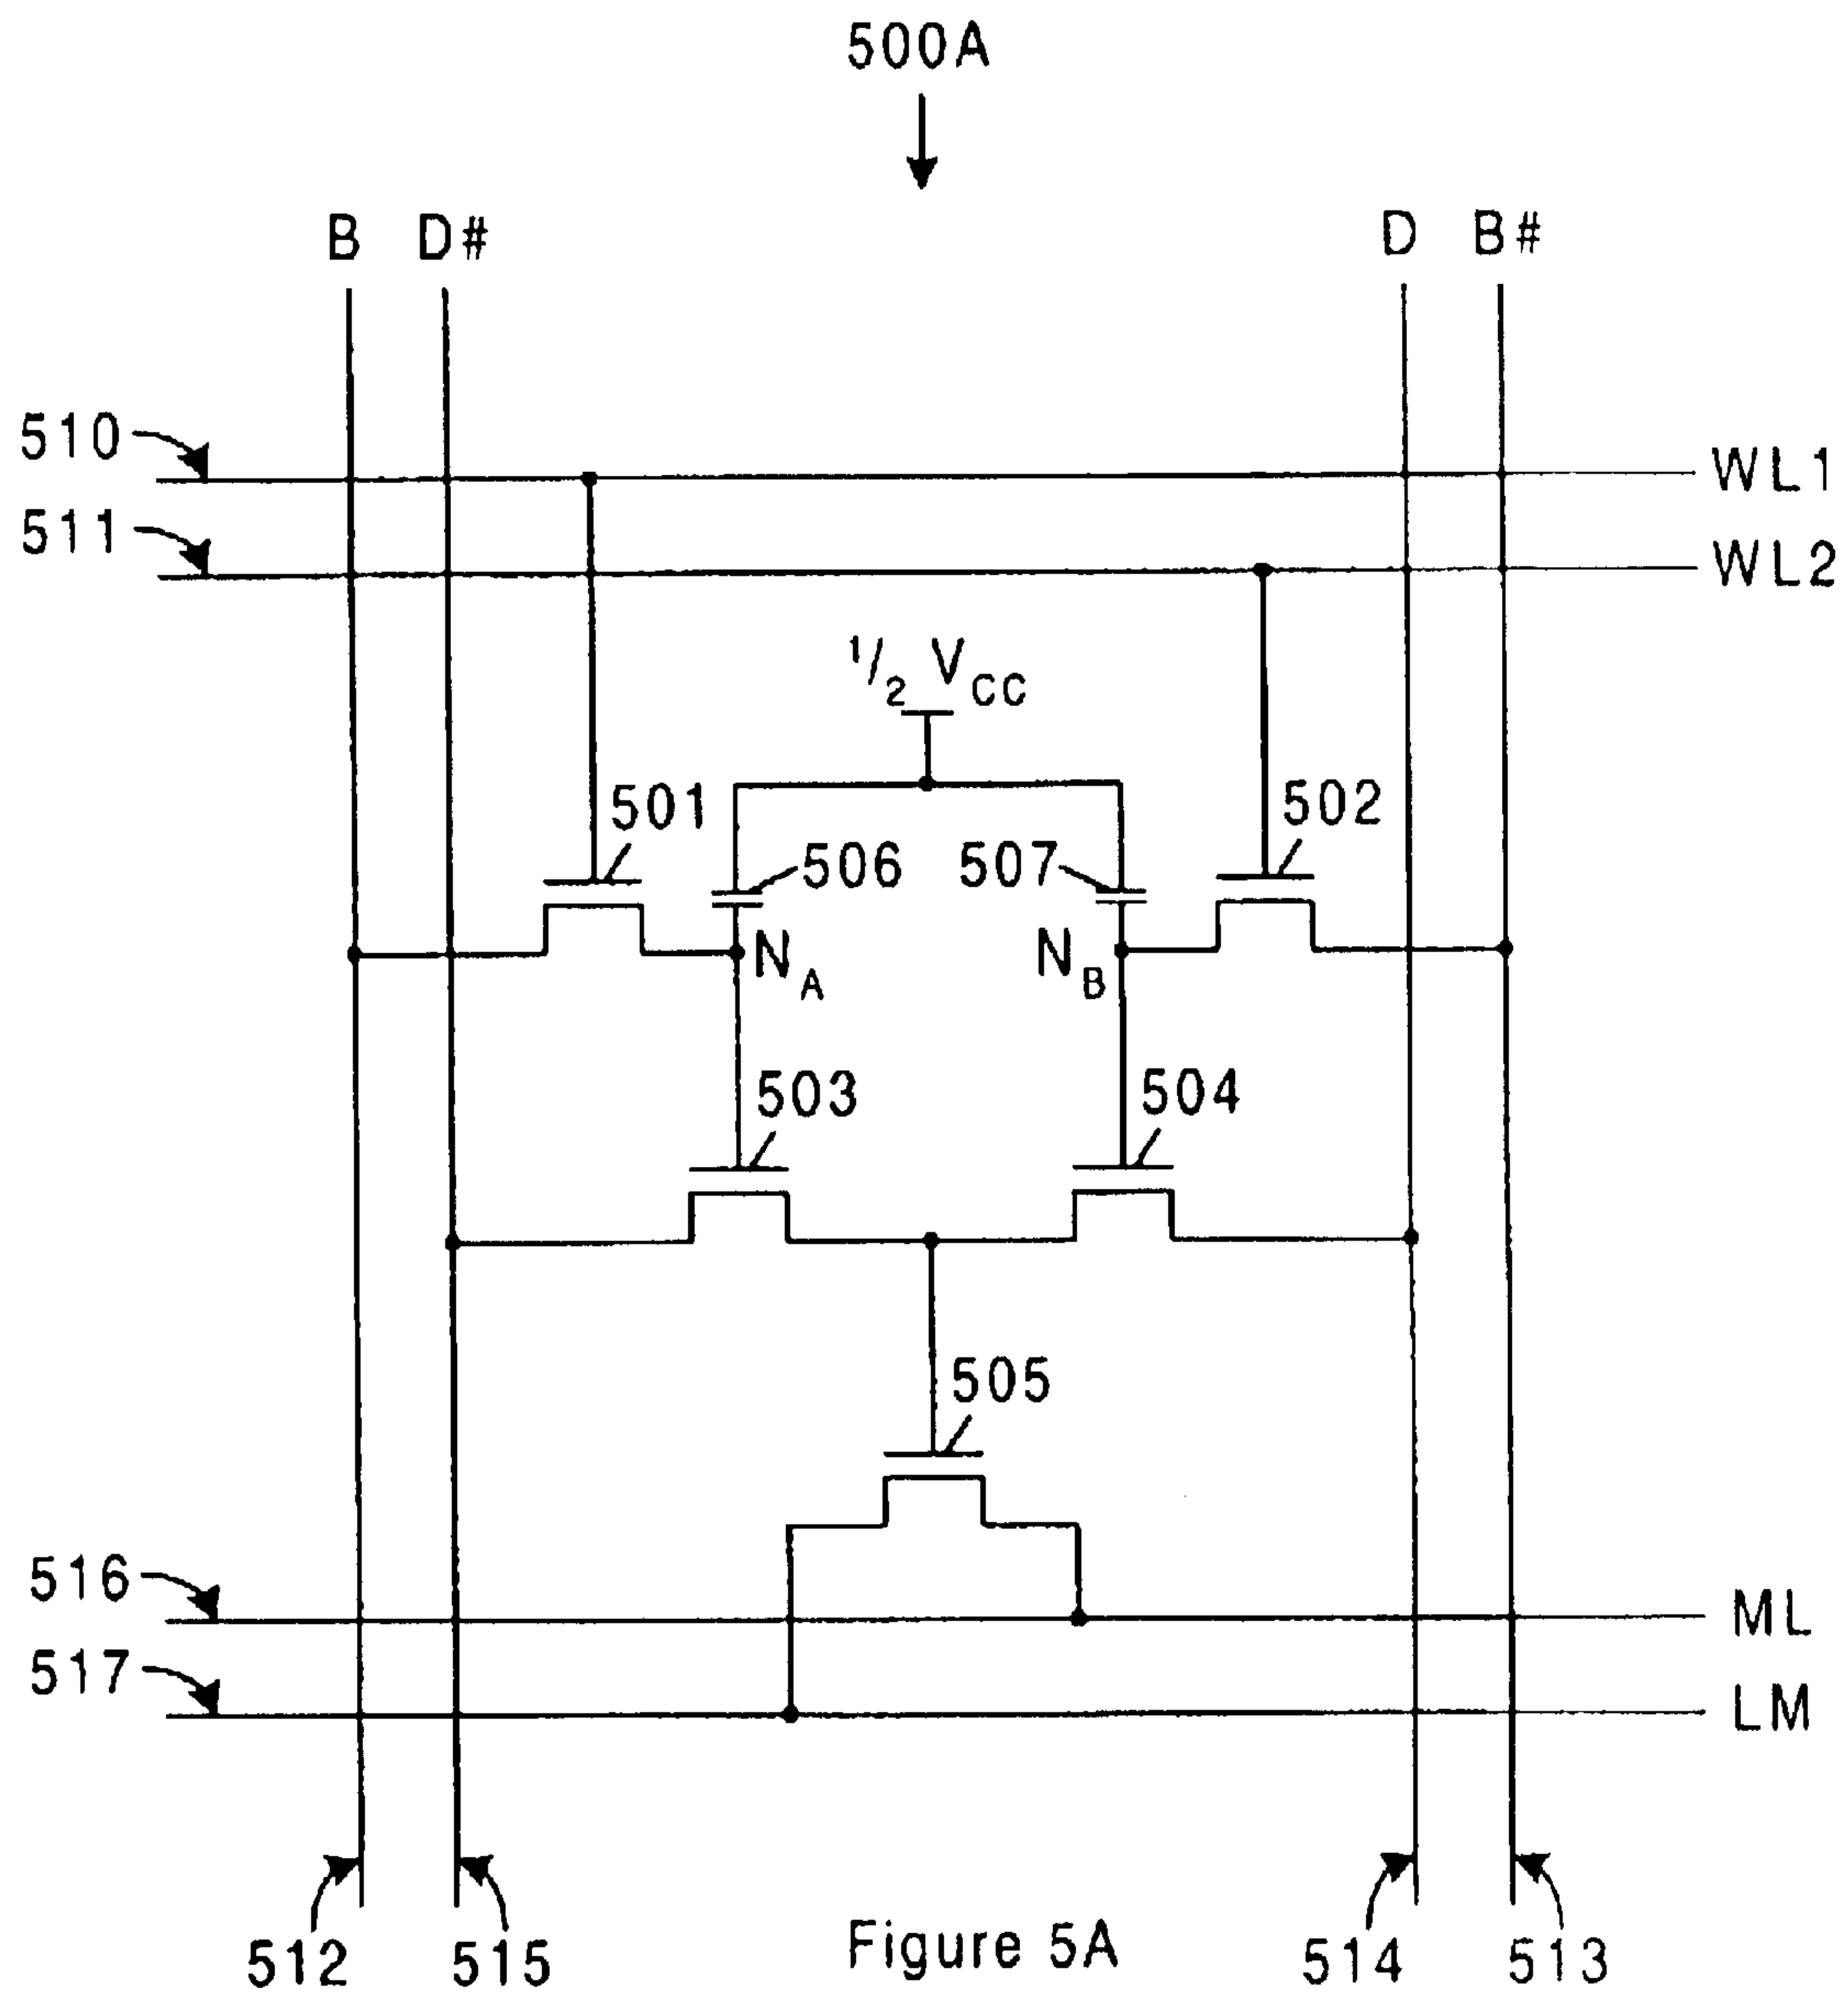 500A
B D# D B#
510 WL1
511 WL2
1/2 VCC
501 502
506 507
NA NB
503 504
505
516 ML
517 LM
512 515 Figure 5A 514 513